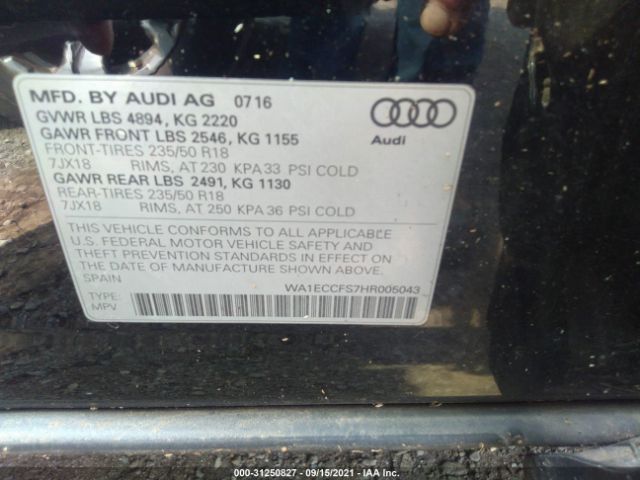 MFD. BY AUDI AG 0716
GVWR LBS 4894, KG 2220
GAWR FRONT LBS 2546, KG 1155
FRONT-TIRES 235/50 R18
7JX18 RIMS, AT 230 KPA 33 PSI COLD
GAWR REAR LBS 2491, KG 1130
REAR-TIRES 235/50 R18
7JX18 RIMS, AT 250 KPA 36 PSI COLD
Audi
THIS VEHICLE CONFORMS TO ALL APPLICABLE
U.S. FEDERAL MOTOR VEHICLE SAFETY AND
THEFT PREVENTION STANDARDS IN EFFECT ON
THE DATE OF MANUFACTURE SHOWN ABOVE.
SPAIN
WA1ECCFS7HR005043
TYPE:
MPV
000-31250827 - 09/15/2021 - IAA Inc.